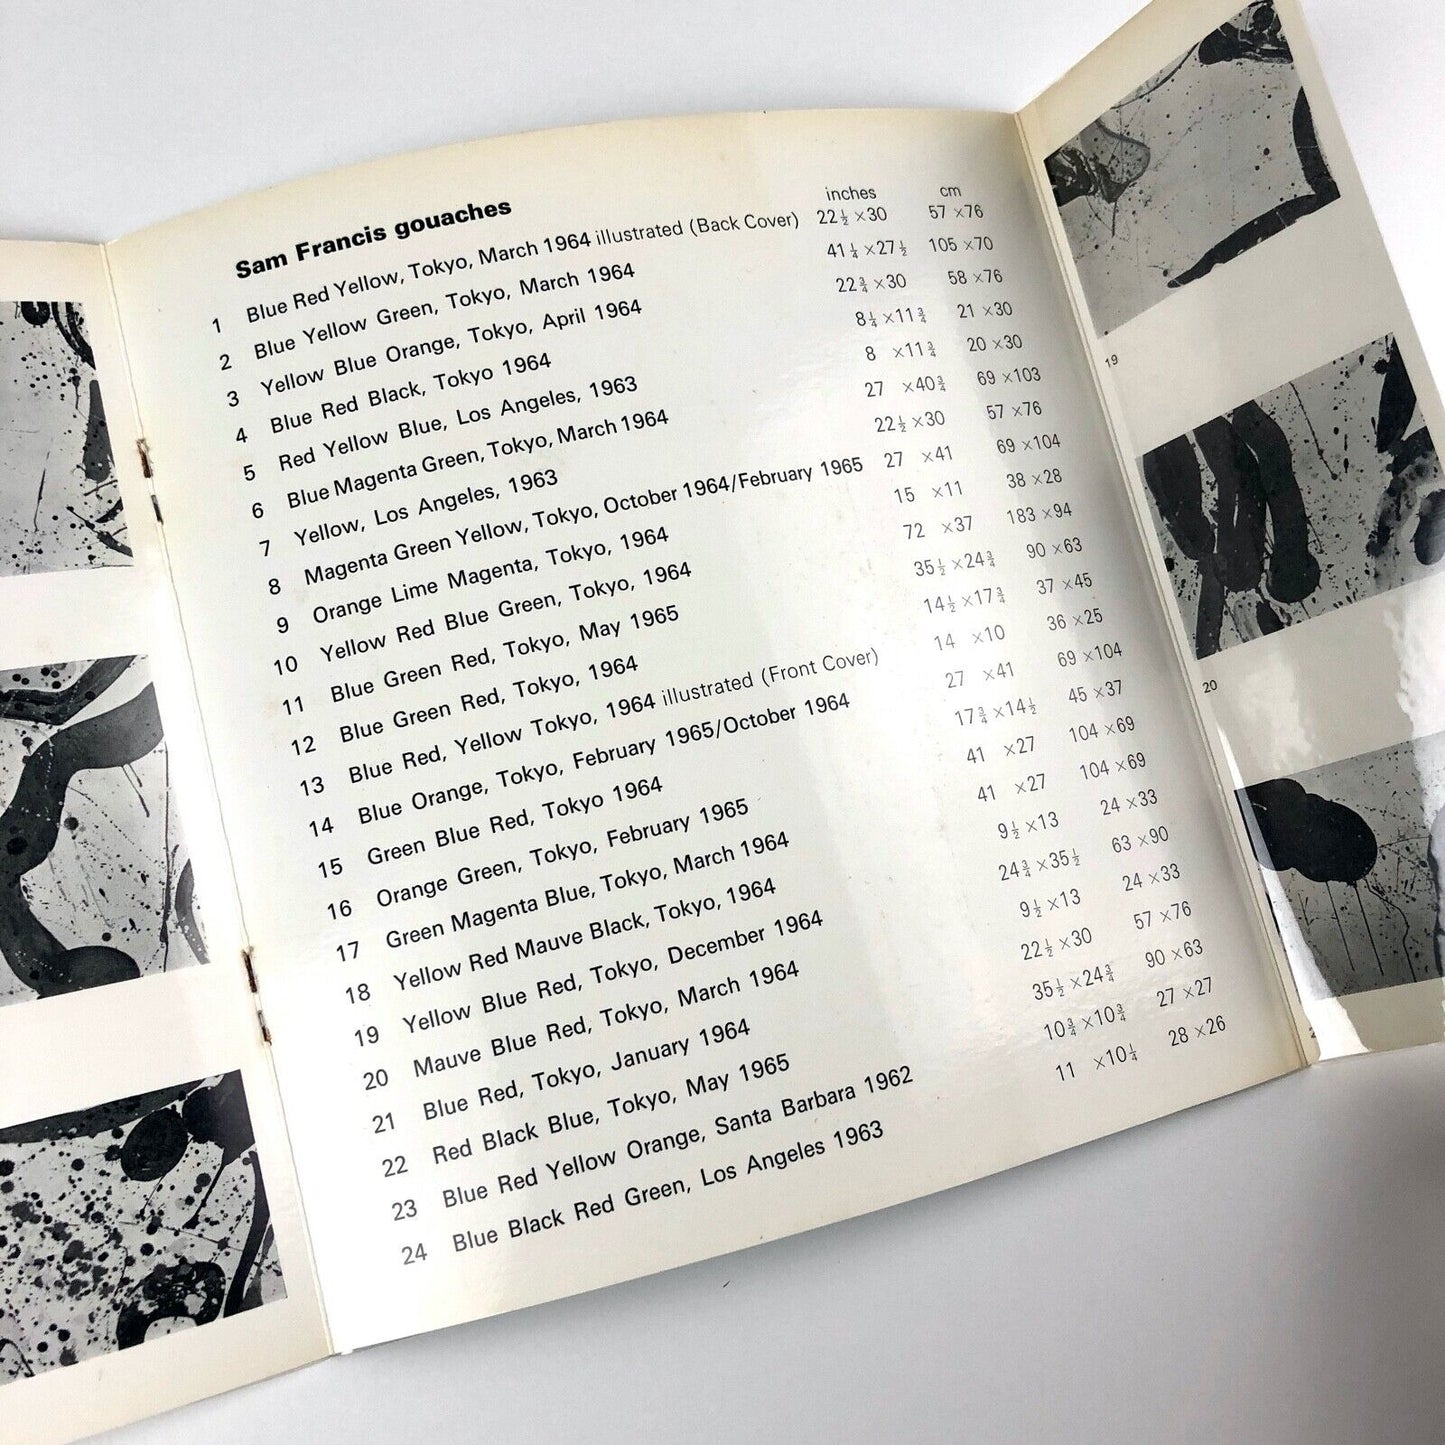 Sam Francis gouaches
inches cm
1 Blue Red Yellow, Tokyo, March 1964 illustrated (Back Cover) 22½ ×30 57 ×76
2 Blue Yellow Green, Tokyo, March 1964 41¼ ×27½ 105 ×70
3 Yellow Blue Orange, Tokyo, April 1964 22¾ ×30 58 ×76
4 Blue Red Black, Tokyo 1964 8¼ ×11¾ 21 ×30
5 Red Yellow Blue, Los Angeles, 1963 8 ×11¾ 20 ×30
6 Blue Magenta Green, Tokyo, March 1964 27 ×40¾ 69 ×103
7 Yellow, Los Angeles, 1963 22½ ×30 57 ×76
8 Magenta Green Yellow, Tokyo, October 1964/February 1965 27 ×41 69 ×104
9 Orange Lime Magenta, Tokyo, 1964 15 ×11 38 ×28
10 Yellow Red Blue Green, Tokyo, 1964 72 ×37 183 ×94
11 Blue Green Red, Tokyo, May 1965 35½ ×24¾ 90 ×63
12 Blue Green Red, Tokyo, 1964 14½ ×17¾ 37 ×45
13 Blue Red, Yellow Tokyo, 1964 illustrated (Front Cover) 14 ×10 36 ×25
14 Blue Orange, Tokyo, February 1965/October 1964 27 ×41 69 ×104
15 Green Blue Red, Tokyo 1964 17¾ ×14½ 45 ×37
16 Orange Green, Tokyo, February 1965 41 ×27 104 ×69
17 Green Magenta Blue, Tokyo, March 1964 41 ×27 104 ×69
18 Yellow Red Mauve Black, Tokyo, 1964 9½ ×13 24 ×33
19 Yellow Blue Red, Tokyo, December 1964 24¾ ×35½ 63 ×90
20 Mauve Blue Red, Tokyo, March 1964 9½ ×13 24 ×33
21 Blue Red, Tokyo, January 1964 22½ ×30 57 ×76
22 Red Black Blue, Tokyo, May 1965 35½ ×24¾ 90 ×63
23 Blue Red Yellow Orange, Santa Barbara 1962 10¾ ×10¾ 27 ×27
24 Blue Black Red Green, Los Angeles 1963 11 ×10¼ 28 ×26
19
20